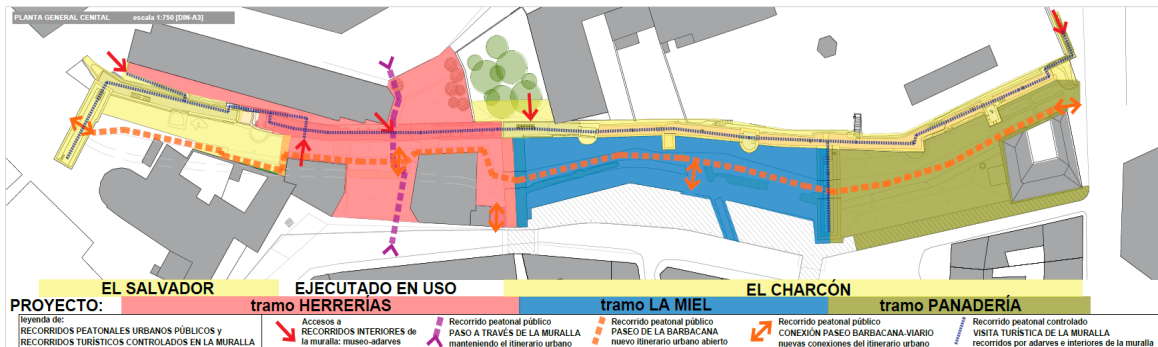 PLANTA GENERAL CENITAL escala 1:750 [DIN-A3]
EL SALVADOR EJECUTADO EN USO EL CHARCÓN
PROYECTO: tramo HERRERÍAS tramo LA MIEL tramo PANADERÍA
leyenda de:
RECORRIDOS PEATONALES URBANOS PÚBLICOS y
RECORRIDOS TURÍSTICOS CONTROLADOS EN LA MURALLA
Accesos a
RECORRIDOS INTERIORES de
la muralla: museo-adarves
Recorrido peatonal público
PASO A TRAVÉS DE LA MURALLA
manteniendo el itinerario urbano
Recorrido peatonal público
PASEO DE LA BARBACANA
nuevo itinerario urbano abierto
Recorrido peatonal público
CONEXIÓN PASEO BARBACANA-VIARIO
nuevas conexiones del itinerario urbano
Recorrido peatonal controlado
VISITA TURÍSTICA DE LA MURALLA
recorridos por adarves e interiores de la muralla